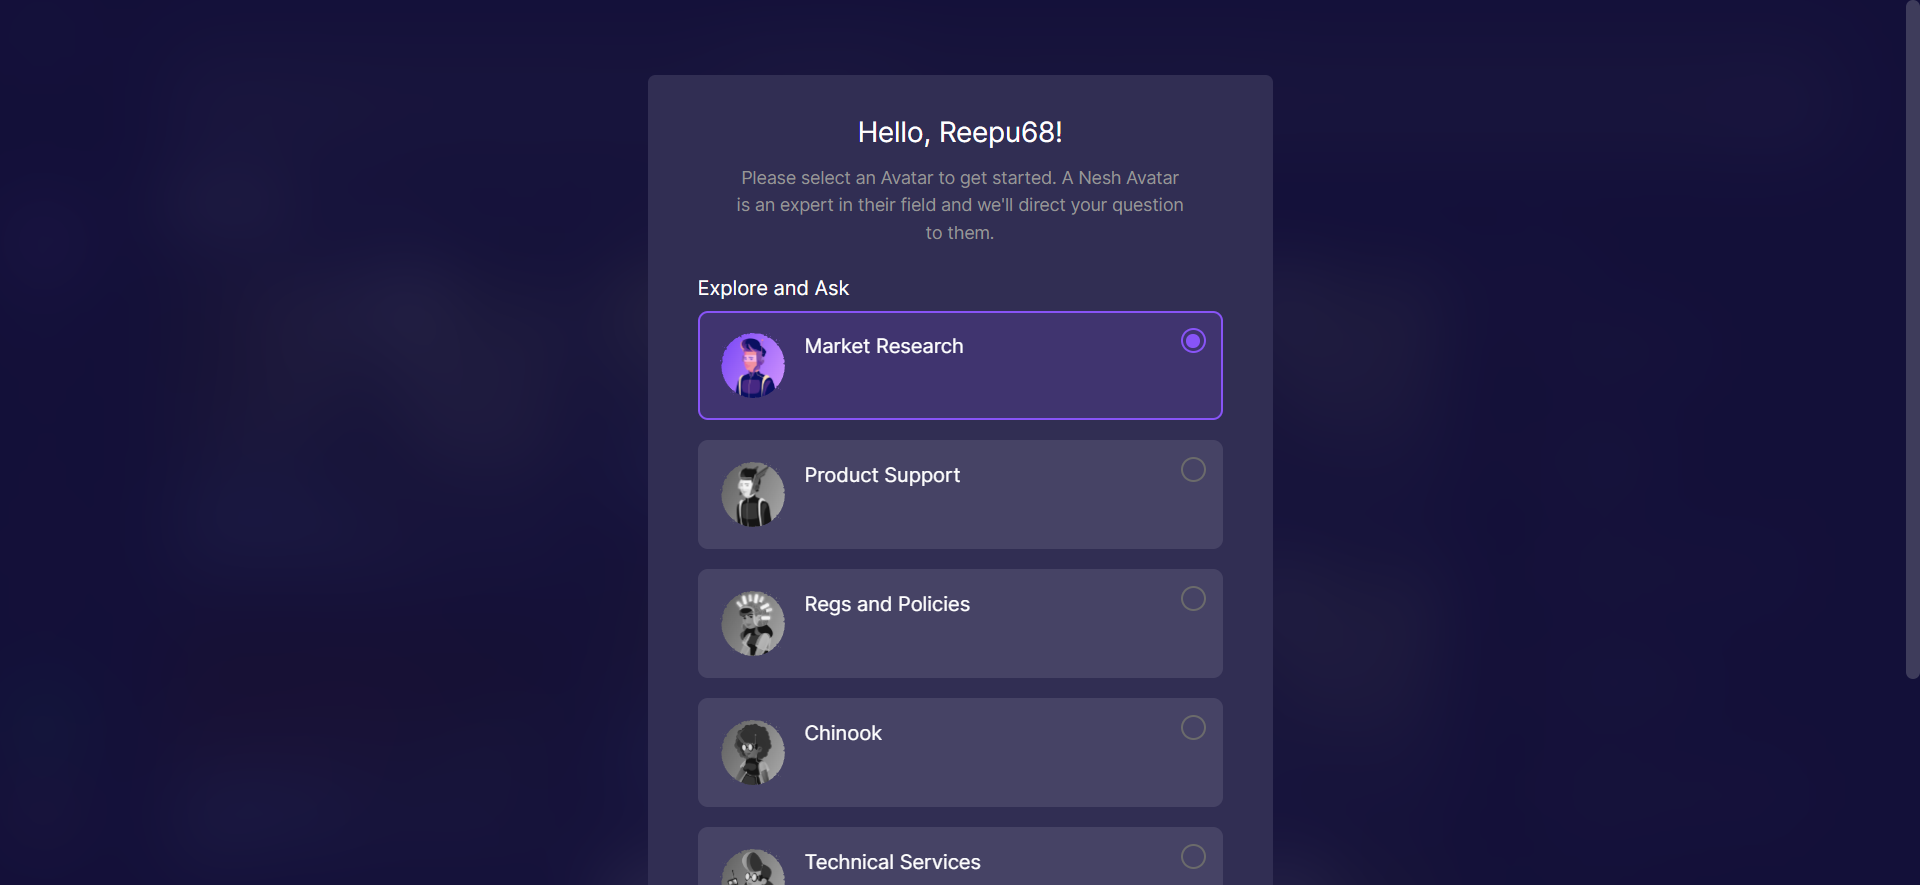 Hello, Reepu68!
Please select an Avatar to get started. A Nesh Avatar
is an expert in their field and we'll direct your question
to them.
Explore and Ask
Market Research
Product Support
Regs and Policies
Chinook
Technical Services